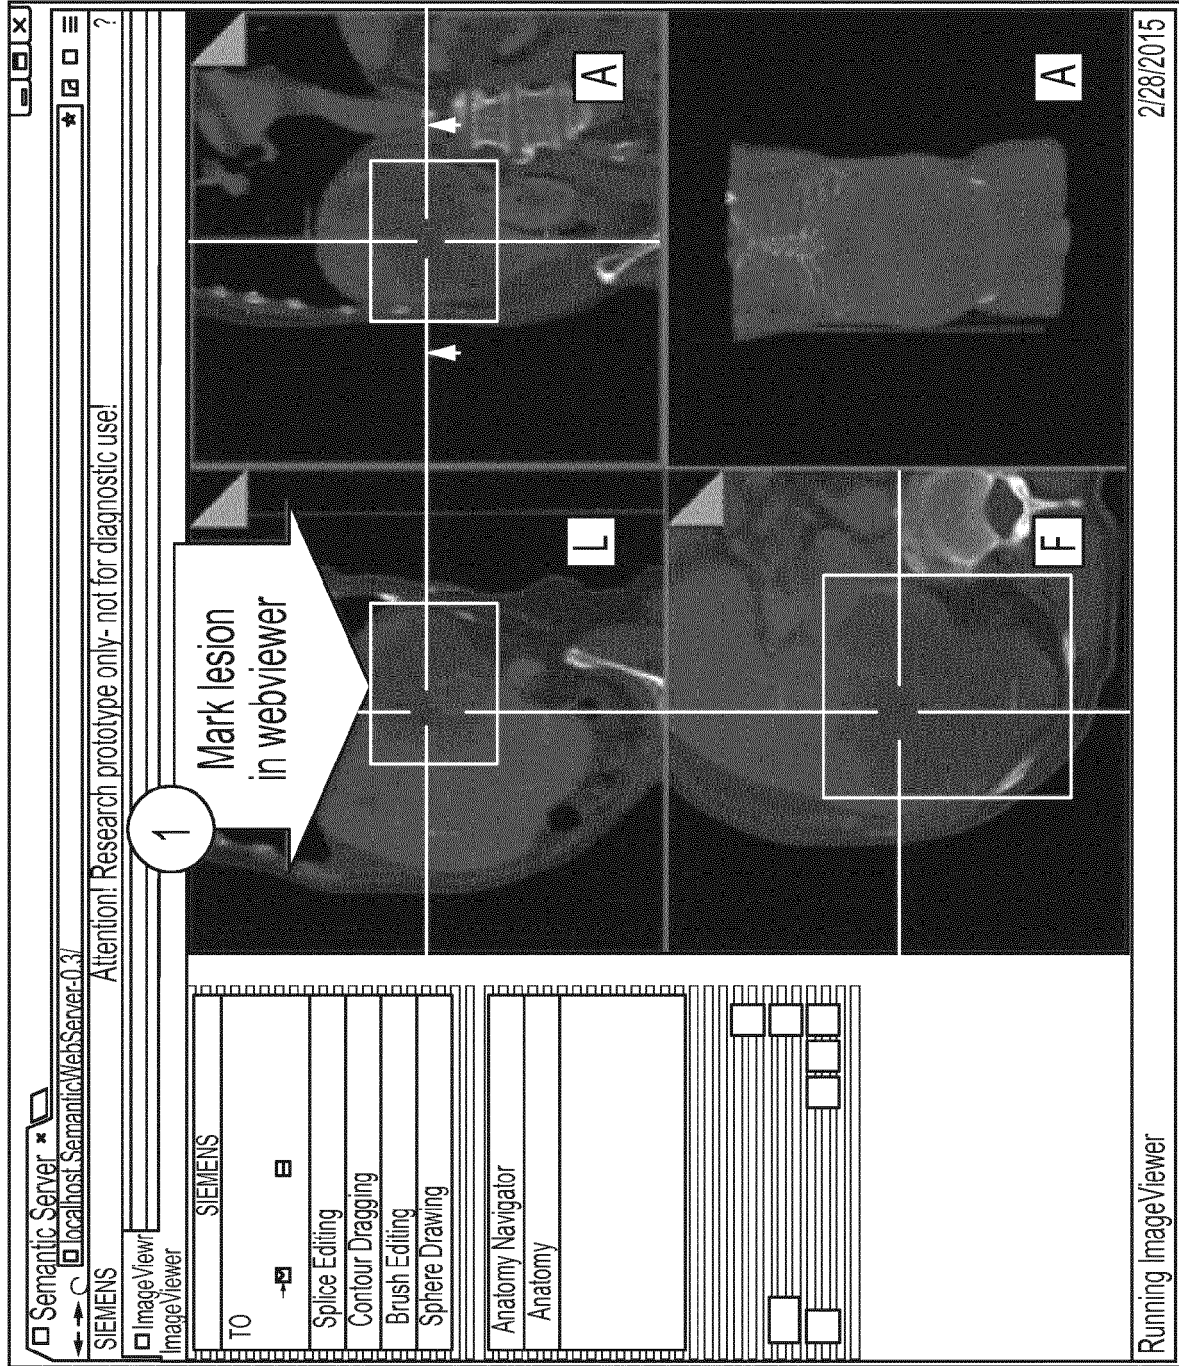 Semantic Server ×
localhost.SemanticWebServer-0.3/
SIEMENS
Attention! Research prototype only- not for diagnostic use!
?
ImageViewr
ImageViewer
SIEMENS
TO
Splice Editing
Contour Dragging
Brush Editing
Sphere Drawing
Anatomy Navigator
Anatomy
1
Mark lesion
in webviewer
L
A
F
A
Running ImageViewer
2/28/2015